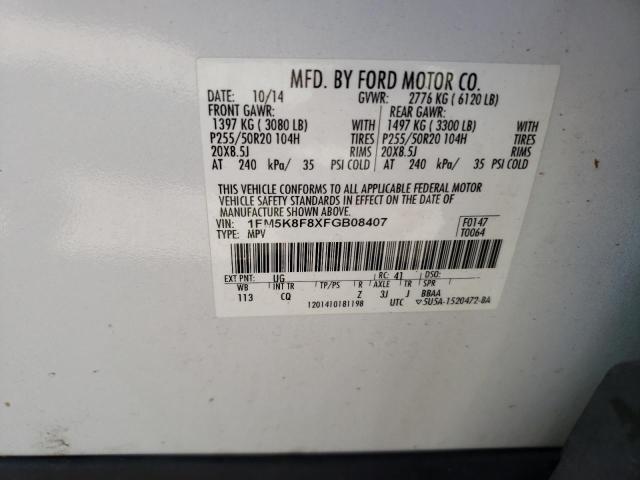 MFD. BY FORD MOTOR CO.
DATE: 10/14 GVWR: 2776 KG ( 6120 LB)
FRONT GAWR: REAR GAWR:
1397 KG ( 3080 LB) WITH 1497 KG ( 3300 LB) WITH
P255/50R20 104H TIRES P255/50R20 104H TIRES
20X8.5J RIMS 20X8.5J RIMS
AT 240 kPa/ 35 PSI COLD AT 240 kPa/ 35 PSI COLD
THIS VEHICLE CONFORMS TO ALL APPLICABLE FEDERAL MOTOR
VEHICLE SAFETY STANDARDS IN EFFECT ON THE DATE OF
MANUFACTURE SHOWN ABOVE.
VIN: 1FM5K8F8XFGB08407 F0147
TYPE: MPV T0064
EXT PNT: UG RC: 41 DSO:
WB INT TR TP/PS R AXLE TR SPR
113 CQ Z 3J J BBAA
1201410181198 UTC ▽5U5A-1520472-BA